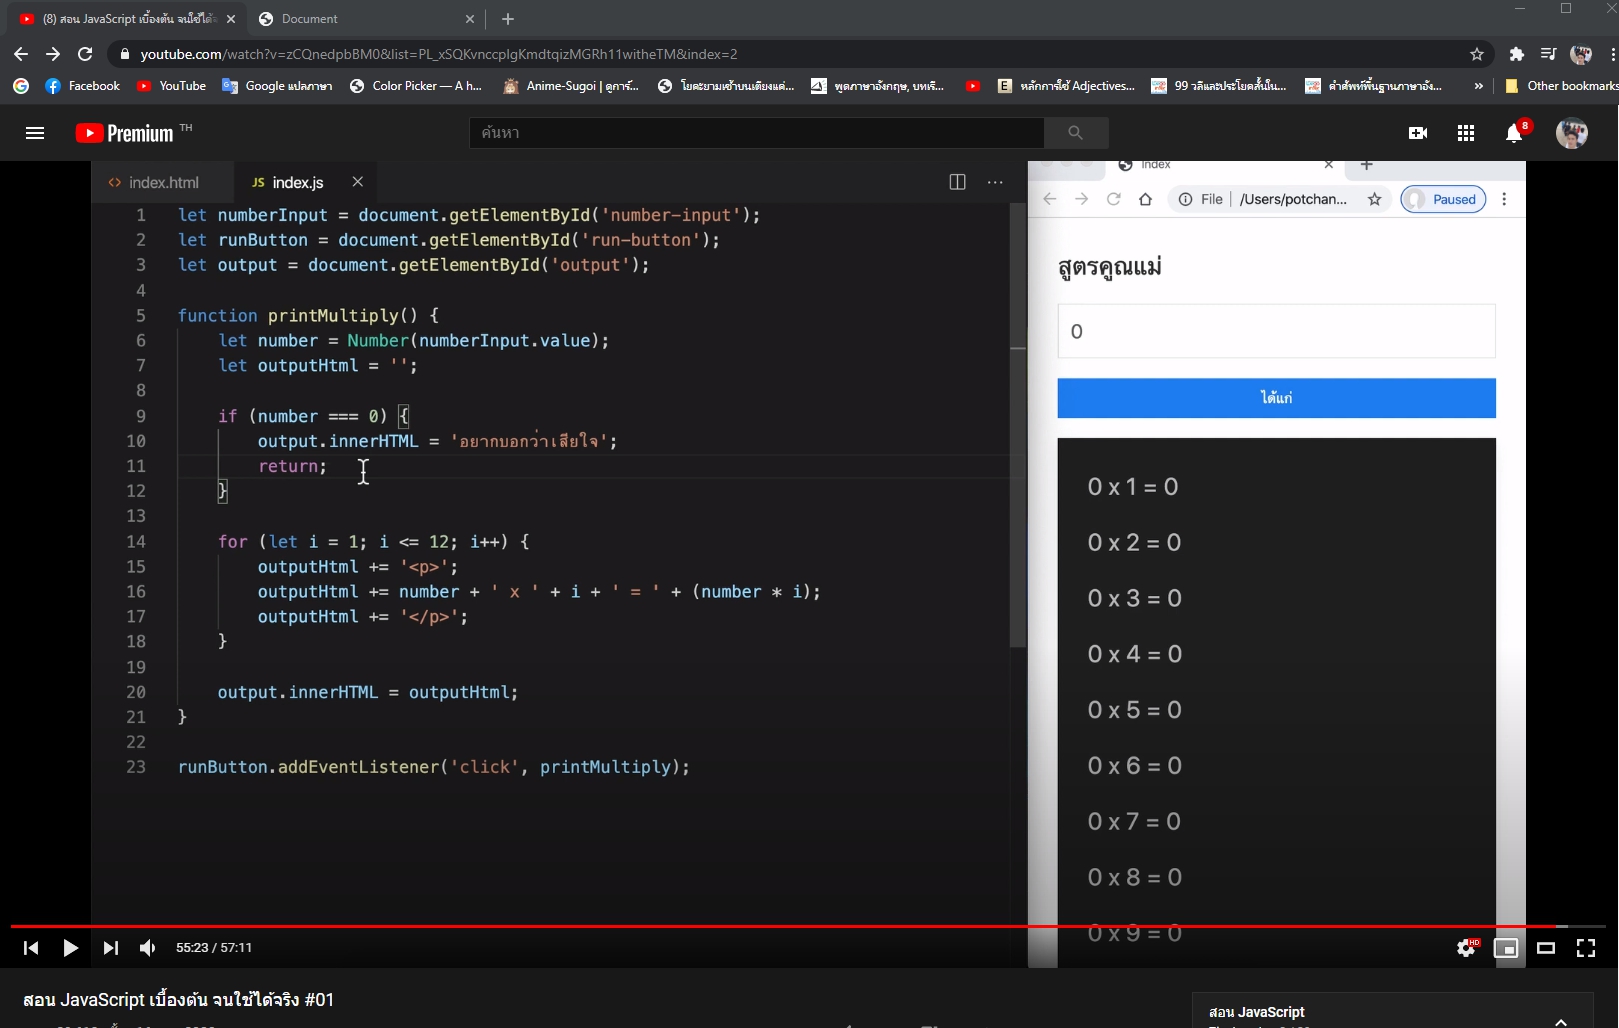 (8) สอน JavaScript เบื้องต้น จนใช้ได้จ
Document
youtube.com/watch?v=zCQnedpbBM0&list=PL_xSQKvnccplgKmdtqizMGRh11witheTM&index=2
Facebook
YouTube
Google แปลภาษา
Color Picker — A h...
Anime-Sugoi | ดูการ์...
โยคะยามเช้าบนเตียงแค่...
พูดภาษาอังกฤษ, บทเรี...
หลักการใช้ Adjectives...
99 วลีและประโยคสั้นใน...
คำศัพท์พื้นฐานภาษาอัง...
Other bookmarks
Premium TH
ค้นหา
8
index.html
JS index.js
1 let numberInput = document.getElementById('number-input');
2 let runButton = document.getElementById('run-button');
3 let output = document.getElementById('output');
4
5 function printMultiply() {
6 let number = Number(numberInput.value);
7 let outputHtml = '';
8
9 if (number === 0) {
10 output.innerHTML = 'อยากบอกว่าเสียใจ';
11 return;
12 }
13
14 for (let i = 1; i <= 12; i++) {
15 outputHtml += '<p>';
16 outputHtml += number + ' x ' + i + ' = ' + (number * i);
17 outputHtml += '</p>';
18 }
19
20 output.innerHTML = outputHtml;
21 }
22
23 runButton.addEventListener('click', printMultiply);
Index
File /Users/potchan...
Paused
สูตรคูณแม่
0
ได้แก่
0 x 1 = 0
0 x 2 = 0
0 x 3 = 0
0 x 4 = 0
0 x 5 = 0
0 x 6 = 0
0 x 7 = 0
0 x 8 = 0
0 x 9 = 0
55:23 / 57:11
HD
สอน JavaScript เบื้องต้น จนใช้ได้จริง #01
สอน JavaScript